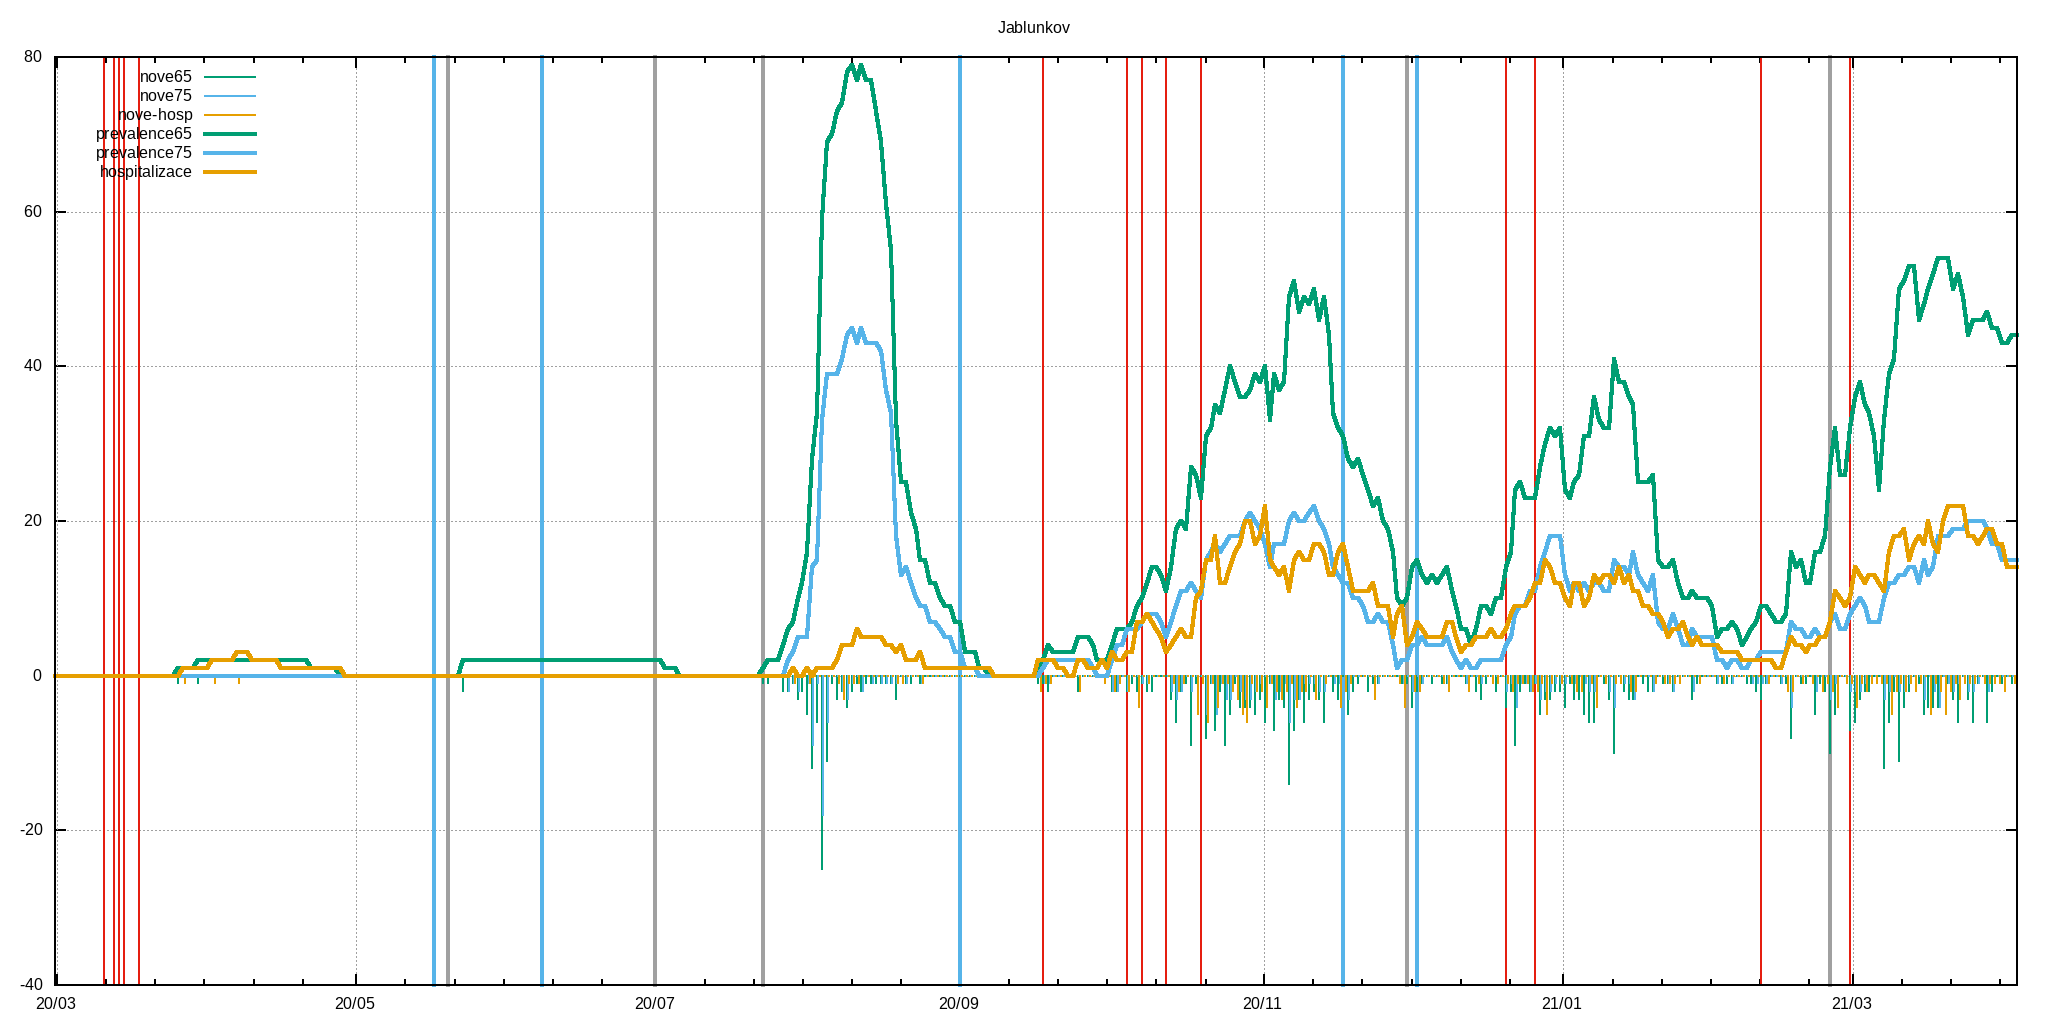 Jablunkov
80
60
40
20
0
-20
-40
nove65
nove75
nove-hosp
prevalence65
prevalence75
hospitalizace
20/03 20/05 20/07 20/09 20/11 21/01 21/03